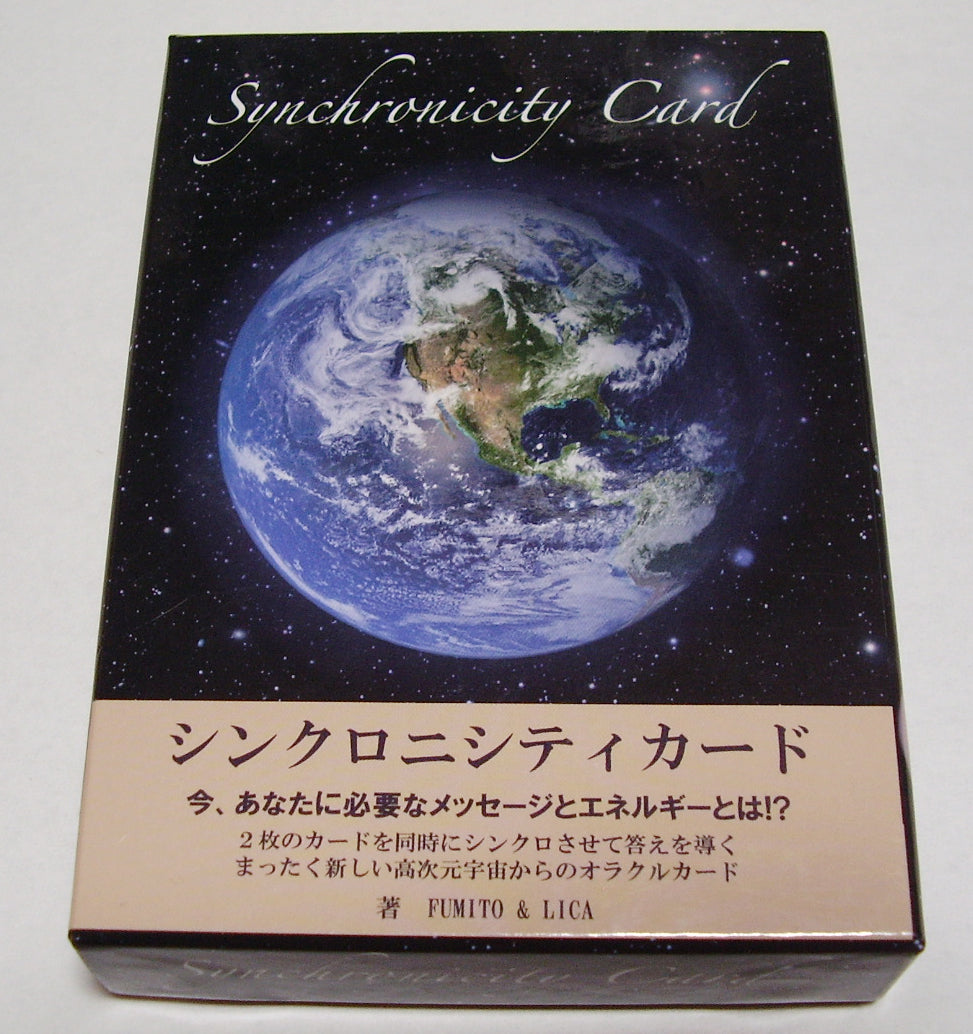 Synchronicity Card
シンクロニシティカード
今、あなたに必要なメッセージとエネルギーとは!?
２枚のカードを同時にシンクロさせて答えを導く
まったく新しい高次元宇宙からのオラクルカード
著 FUMITO & LICA
Synchronicity Card